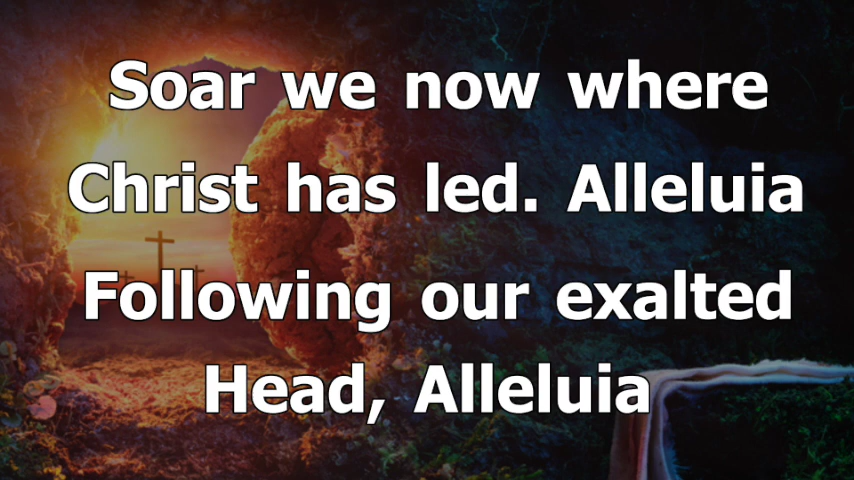 Soar we now where
Christ has led. Alleluia
Following our exalted
Head, Alleluia